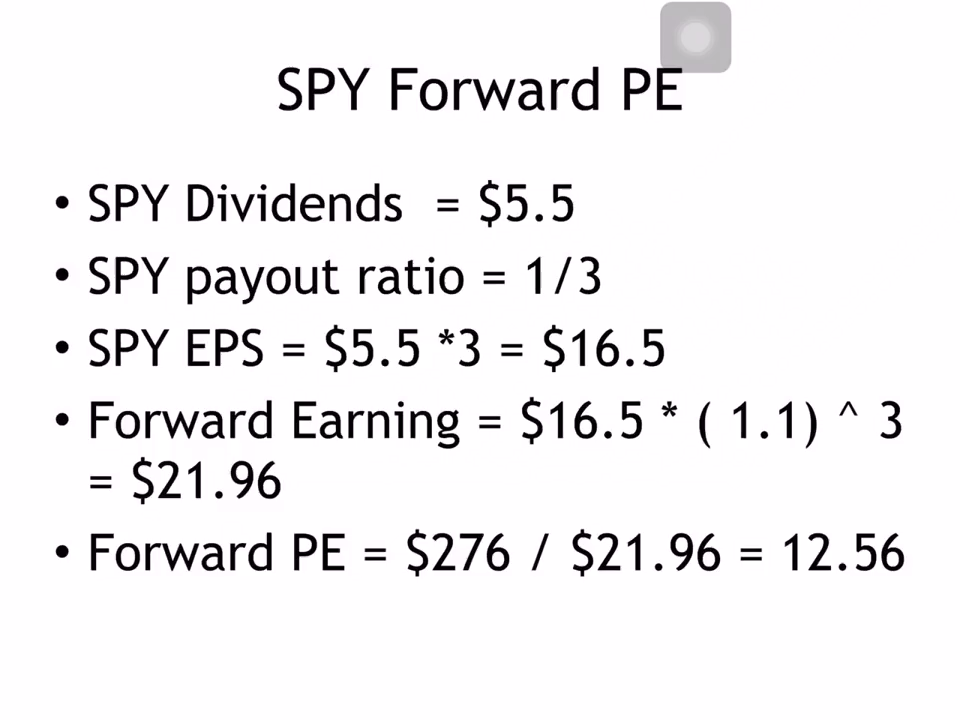 SPY Forward PE
• SPY Dividends = $5.5
• SPY payout ratio = 1/3
• SPY EPS = $5.5 *3 = $16.5
• Forward Earning = $16.5 * ( 1.1) ^ 3
= $21.96
• Forward PE = $276 / $21.96 = 12.56